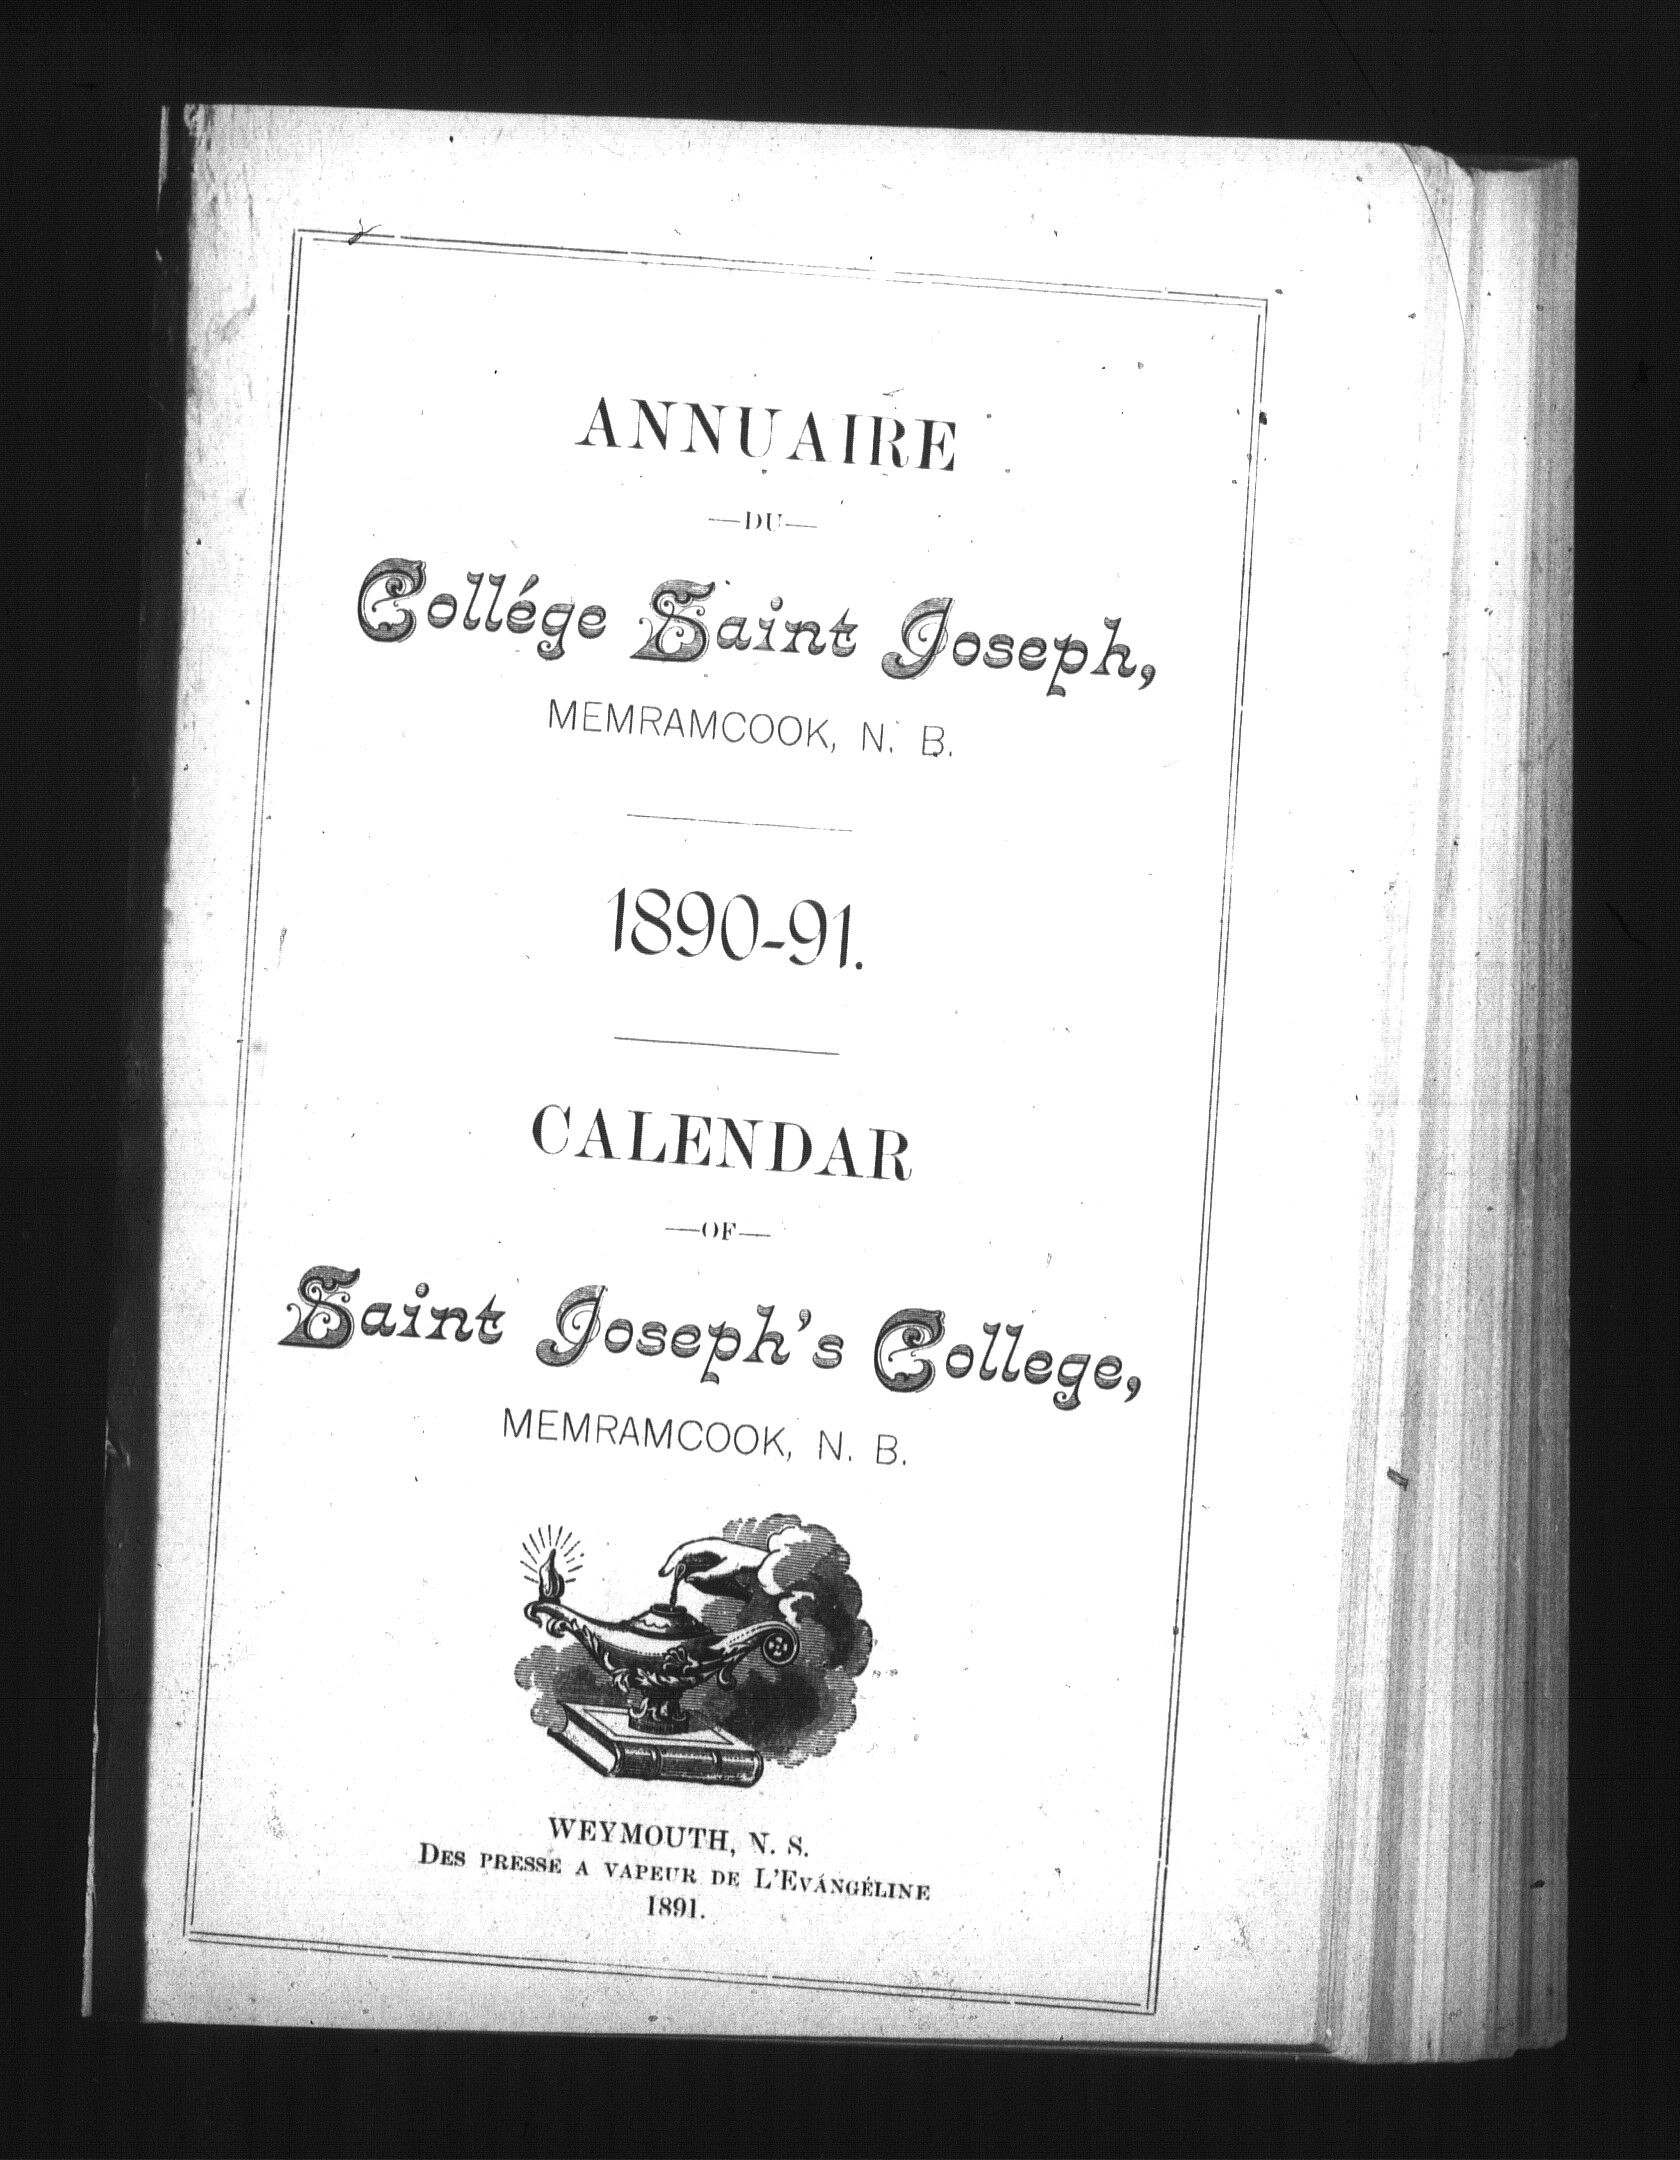 ANNUAIRE
—DU—
Collége Saint Joseph,
MEMRAMCOOK, N. B.
1890-91.
CALENDAR
—OF—
Saint Joseph's College,
MEMRAMCOOK, N. B.
WEYMOUTH, N. S.
DES PRESSE A VAPEUR DE L'EVÁNGÉLINE
1891.